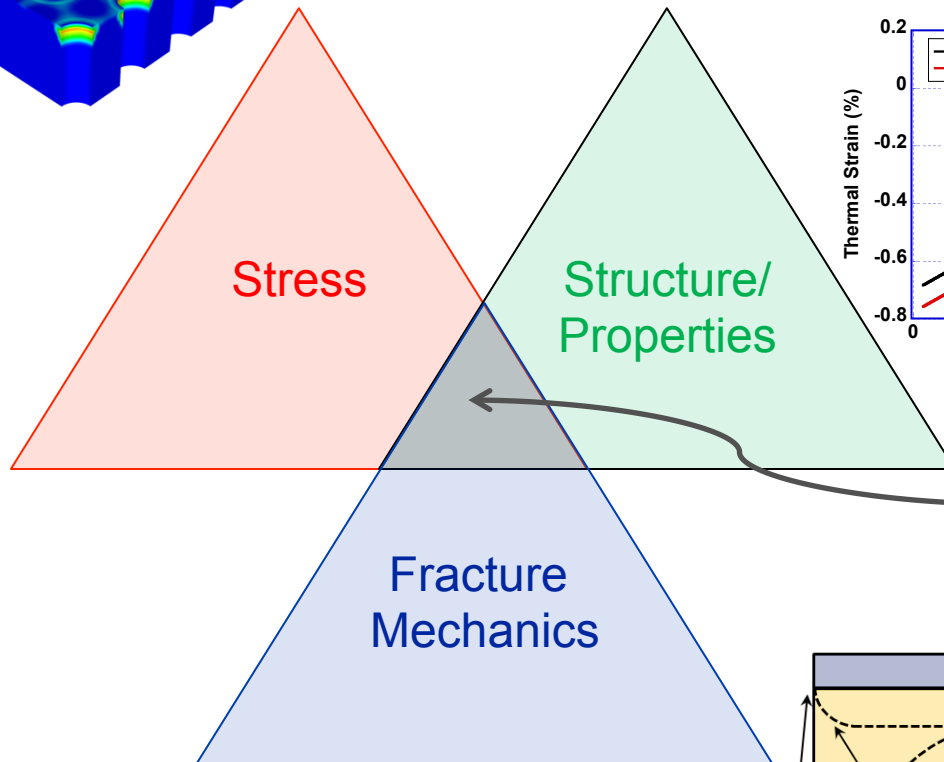 Stress
Structure/
Properties
Fracture
Mechanics
Thermal Strain (%)
0.2
0
-0.2
-0.4
-0.6
-0.8
0